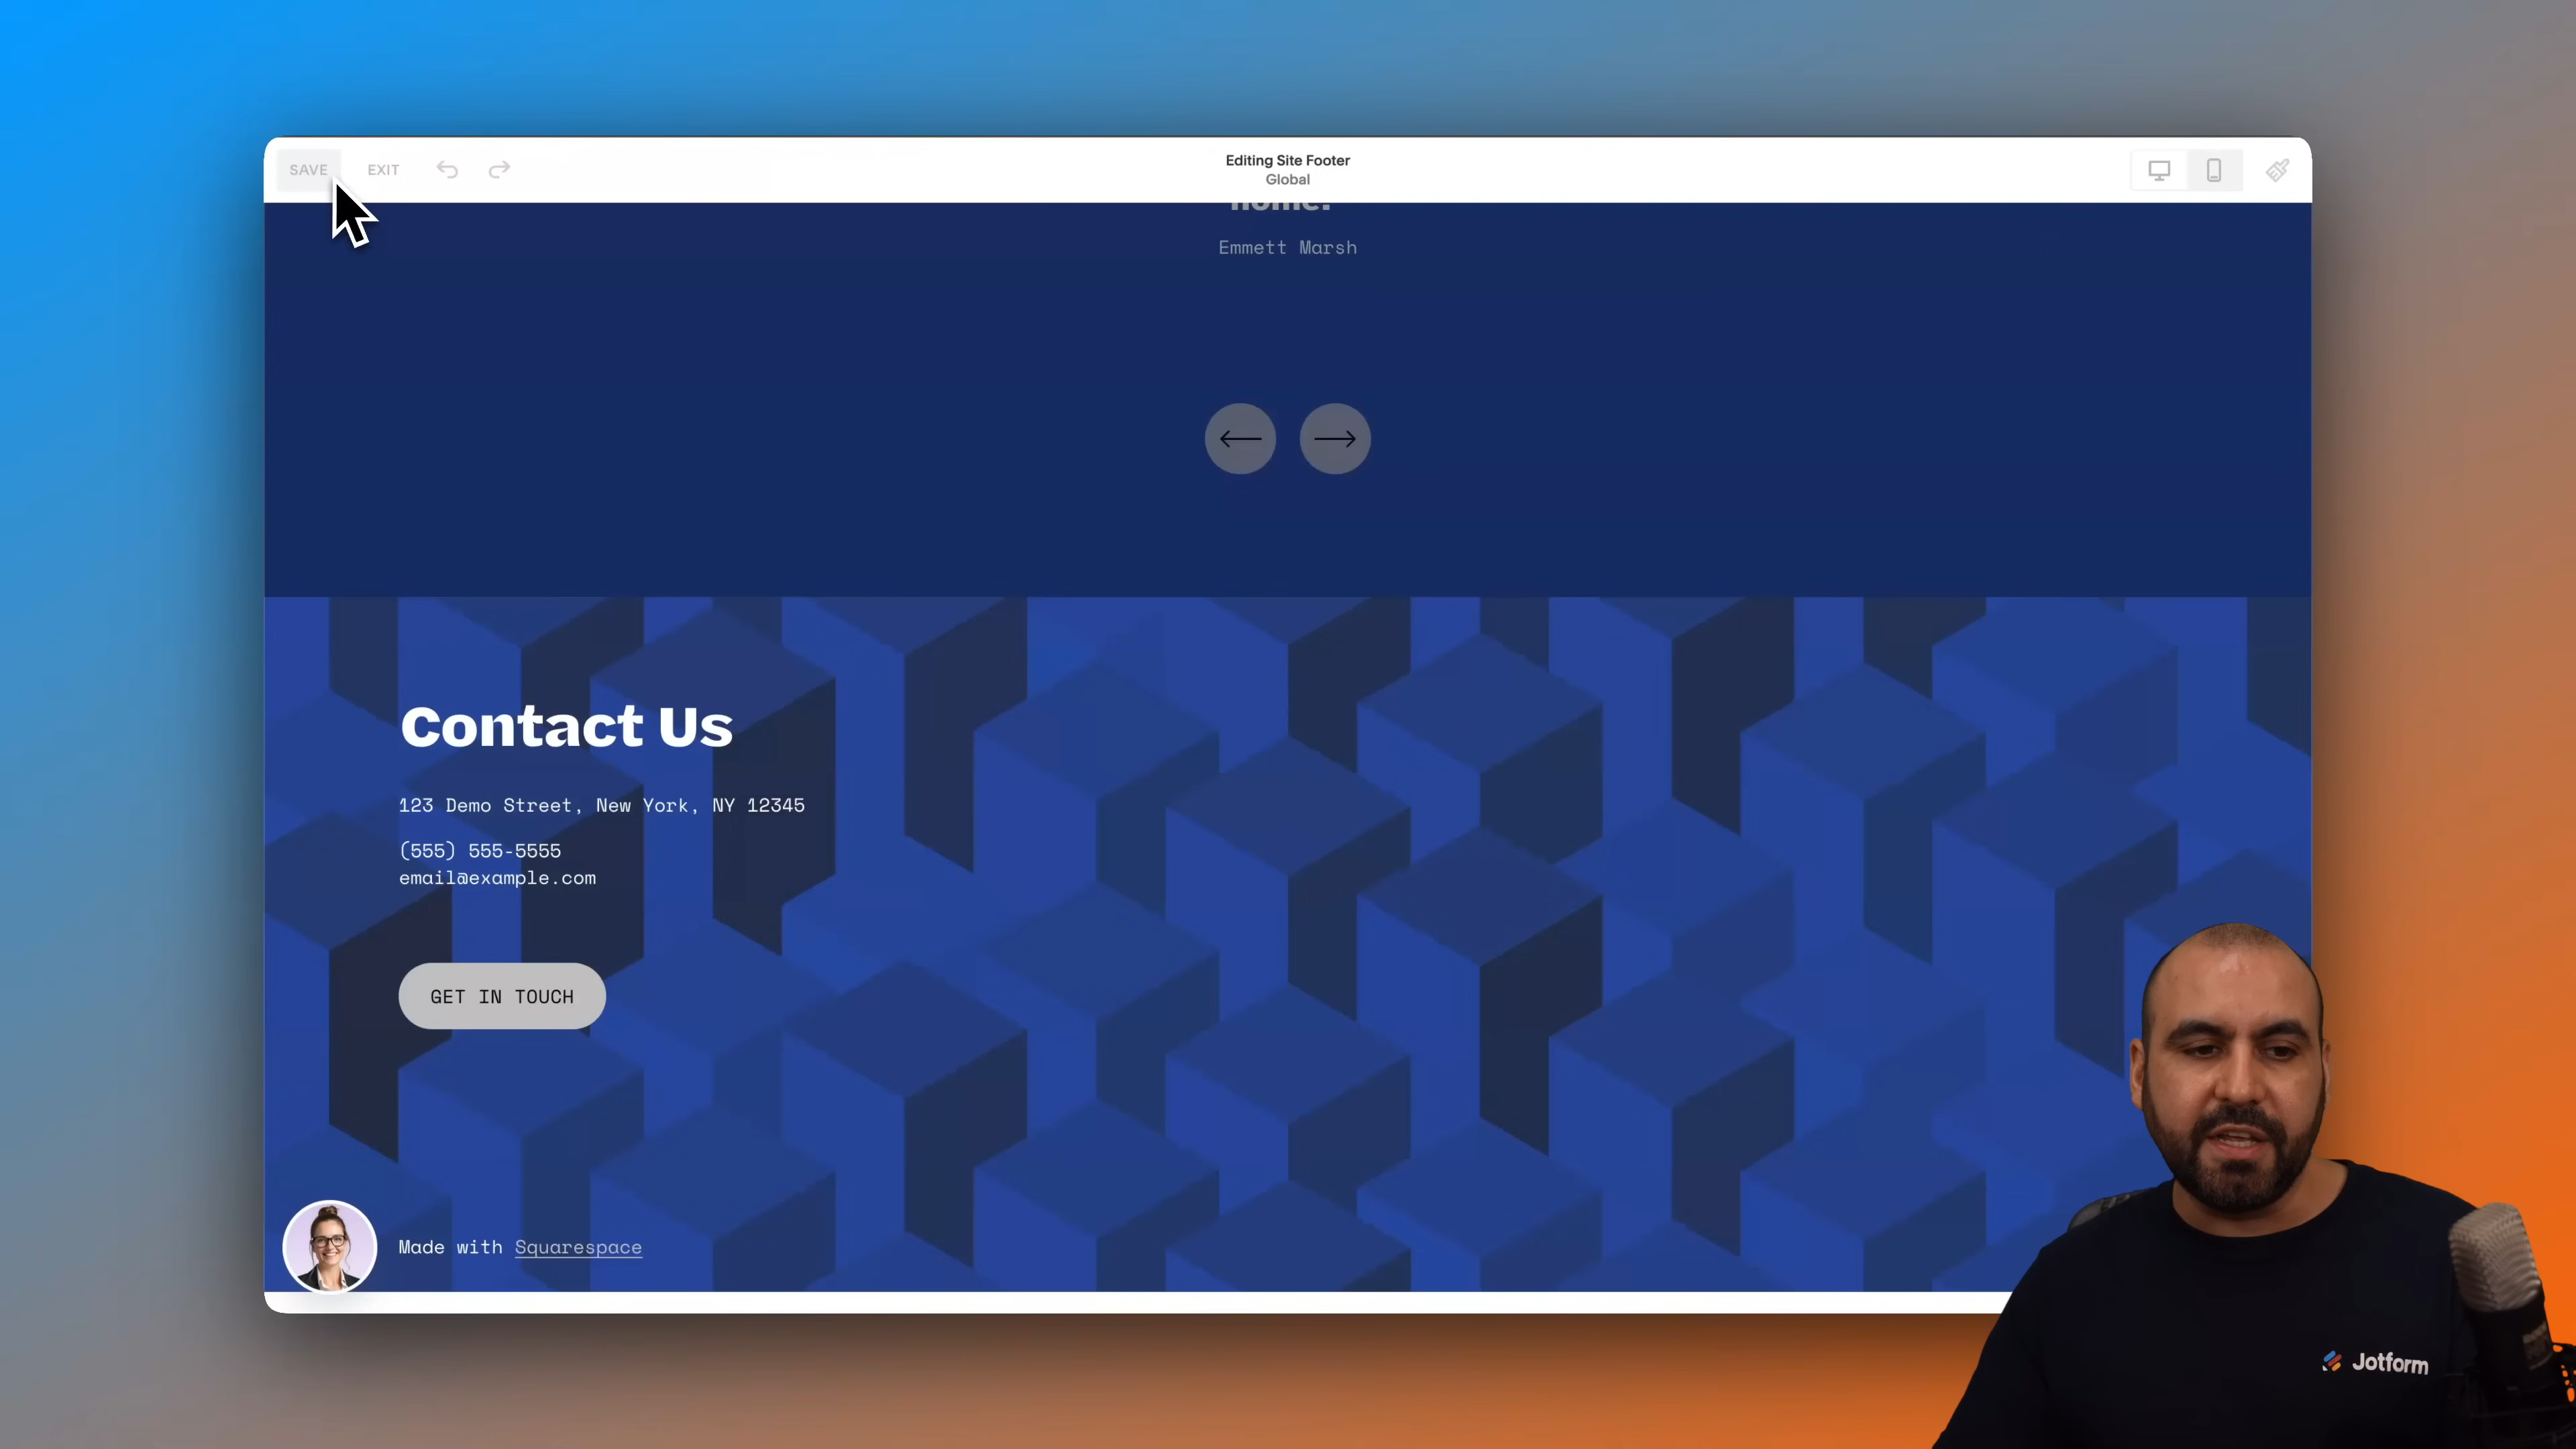 SAVE
EXIT
Editing Site Footer
Global
home.
Emmett Marsh
Contact Us
123 Demo Street, New York, NY 12345
(555) 555-5555
email@example.com
GET IN TOUCH
Made with Squarespace
Jotform